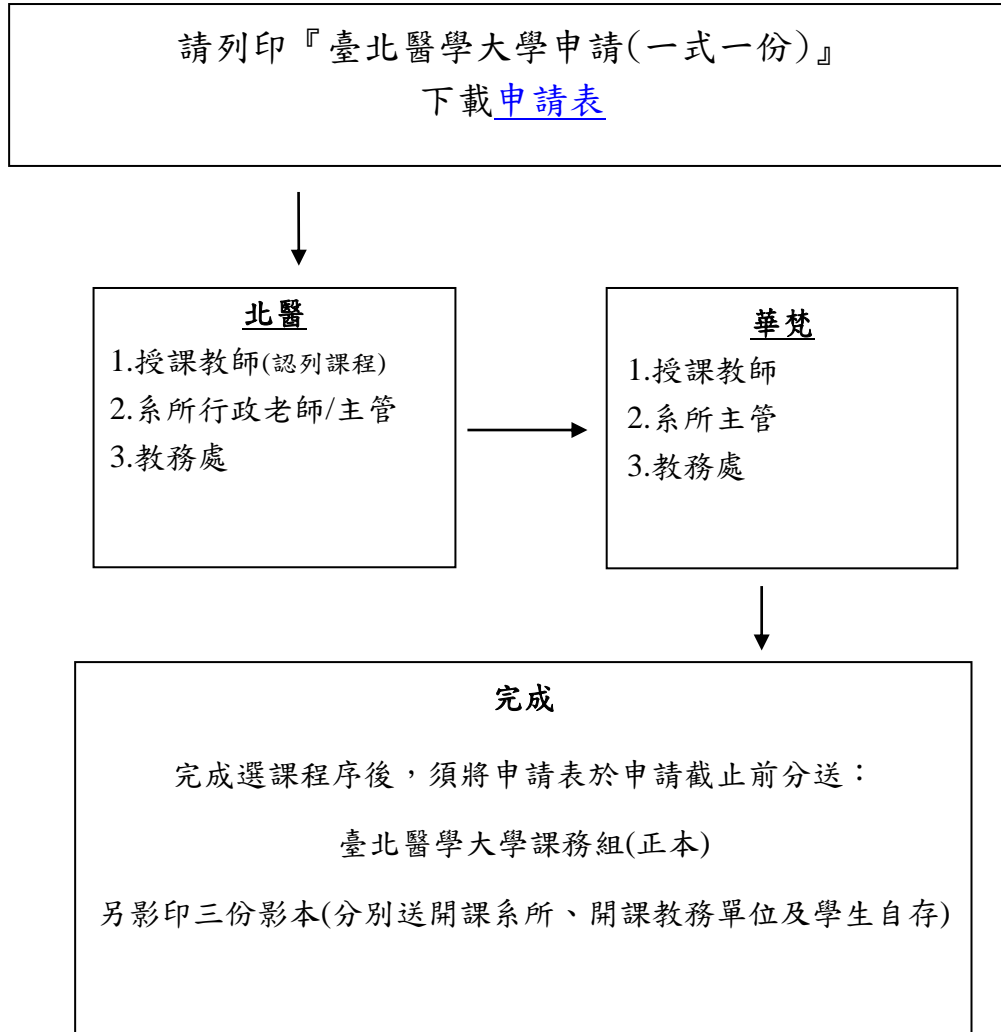 請列印『臺北醫學大學申請(一式一份)』
下載申請表
北醫
1.授課教師(認列課程)
2.系所行政老師/主管
3.教務處
華梵
1.授課教師
2.系所主管
3.教務處
完成
完成選課程序後，須將申請表於申請截止前分送：
臺北醫學大學課務組(正本)
另影印三份影本(分別送開課系所、開課教務單位及學生自存)